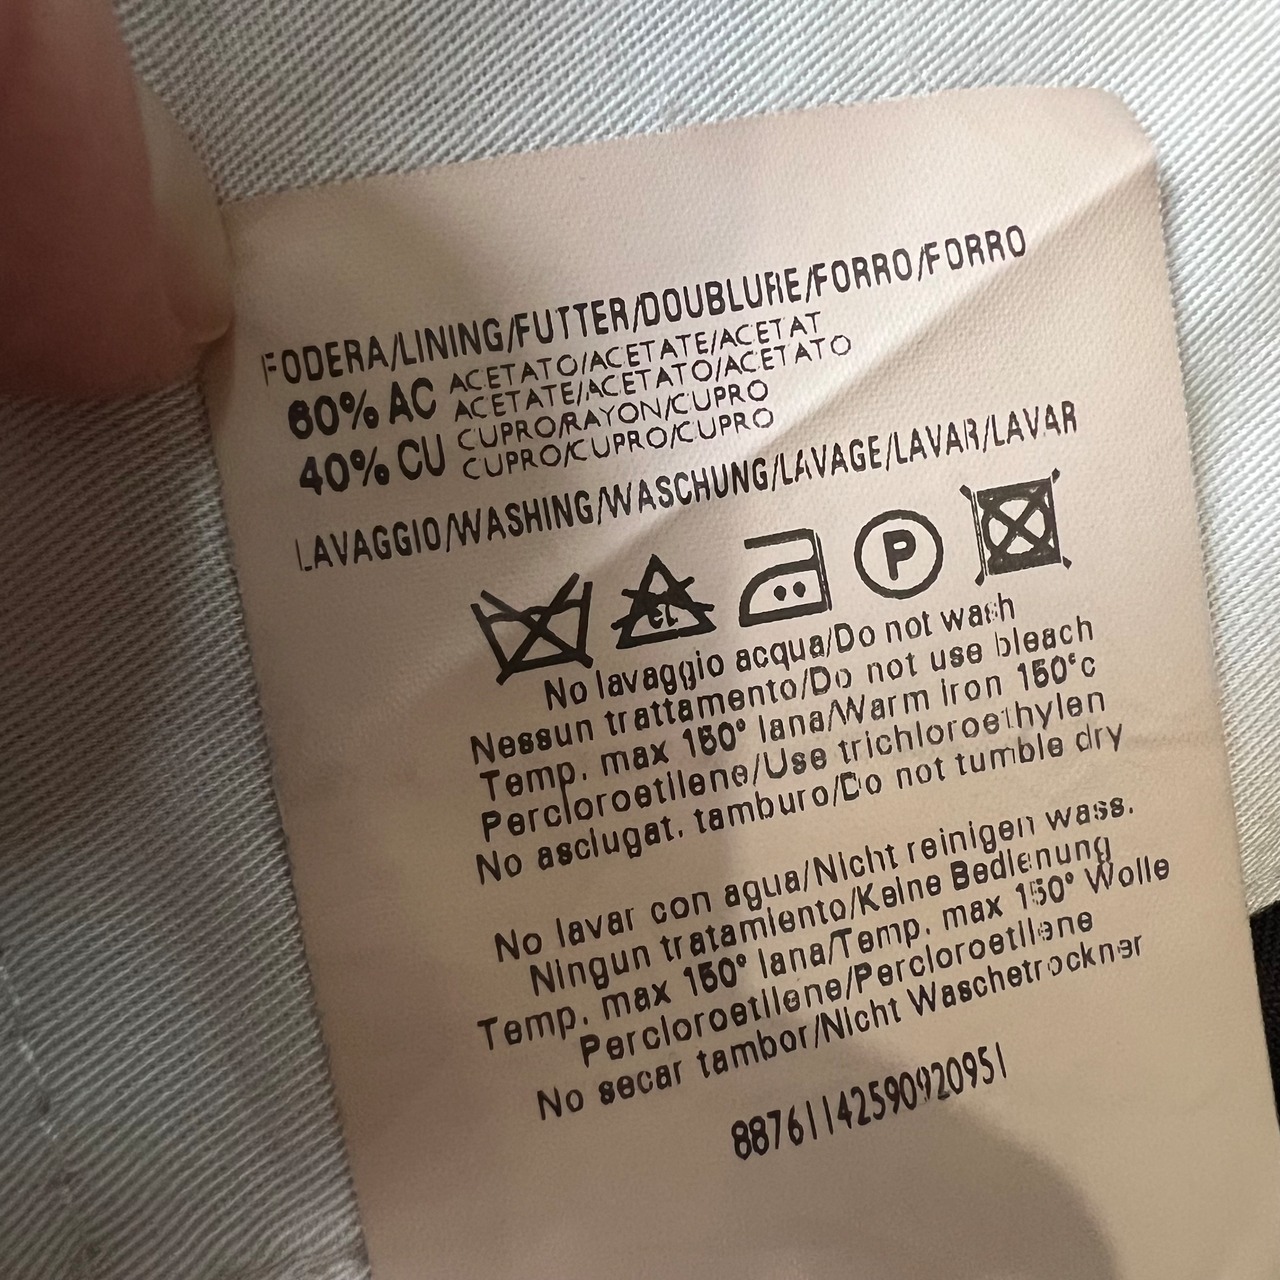 FODERA/LINING/FUTTER/DOUBLURE/FORRO/FORRO
60% AC ACETATO/ACETATE/ACETAT
ACETATE/ACETATO/ACETATO
40% CU CUPRO/RAYON/CUPRO
CUPRO/CUPRO/CUPRO
LAVAGGIO/WASHING/WASCHUNG/LAVAGE/LAVAR/LAVAR
CL P
No lavaggio acqua/Do not wash
Nessun trattamento/Do not use bleach
Temp. max 150° lana/Warm iron 150°c
Percloroetilene/Use trichloroethylen
No asciugat. tamburo/Do not tumble dry
No lavar con agua/Nicht reinigen wass.
Ningun tratamiento/Keine Bedienung
Temp. max 150° lana/Temp. max 150° Wolle
Percloroetilene/Percloroetilene
No secar tambor/Nicht Waschetrockner
88761142590920951